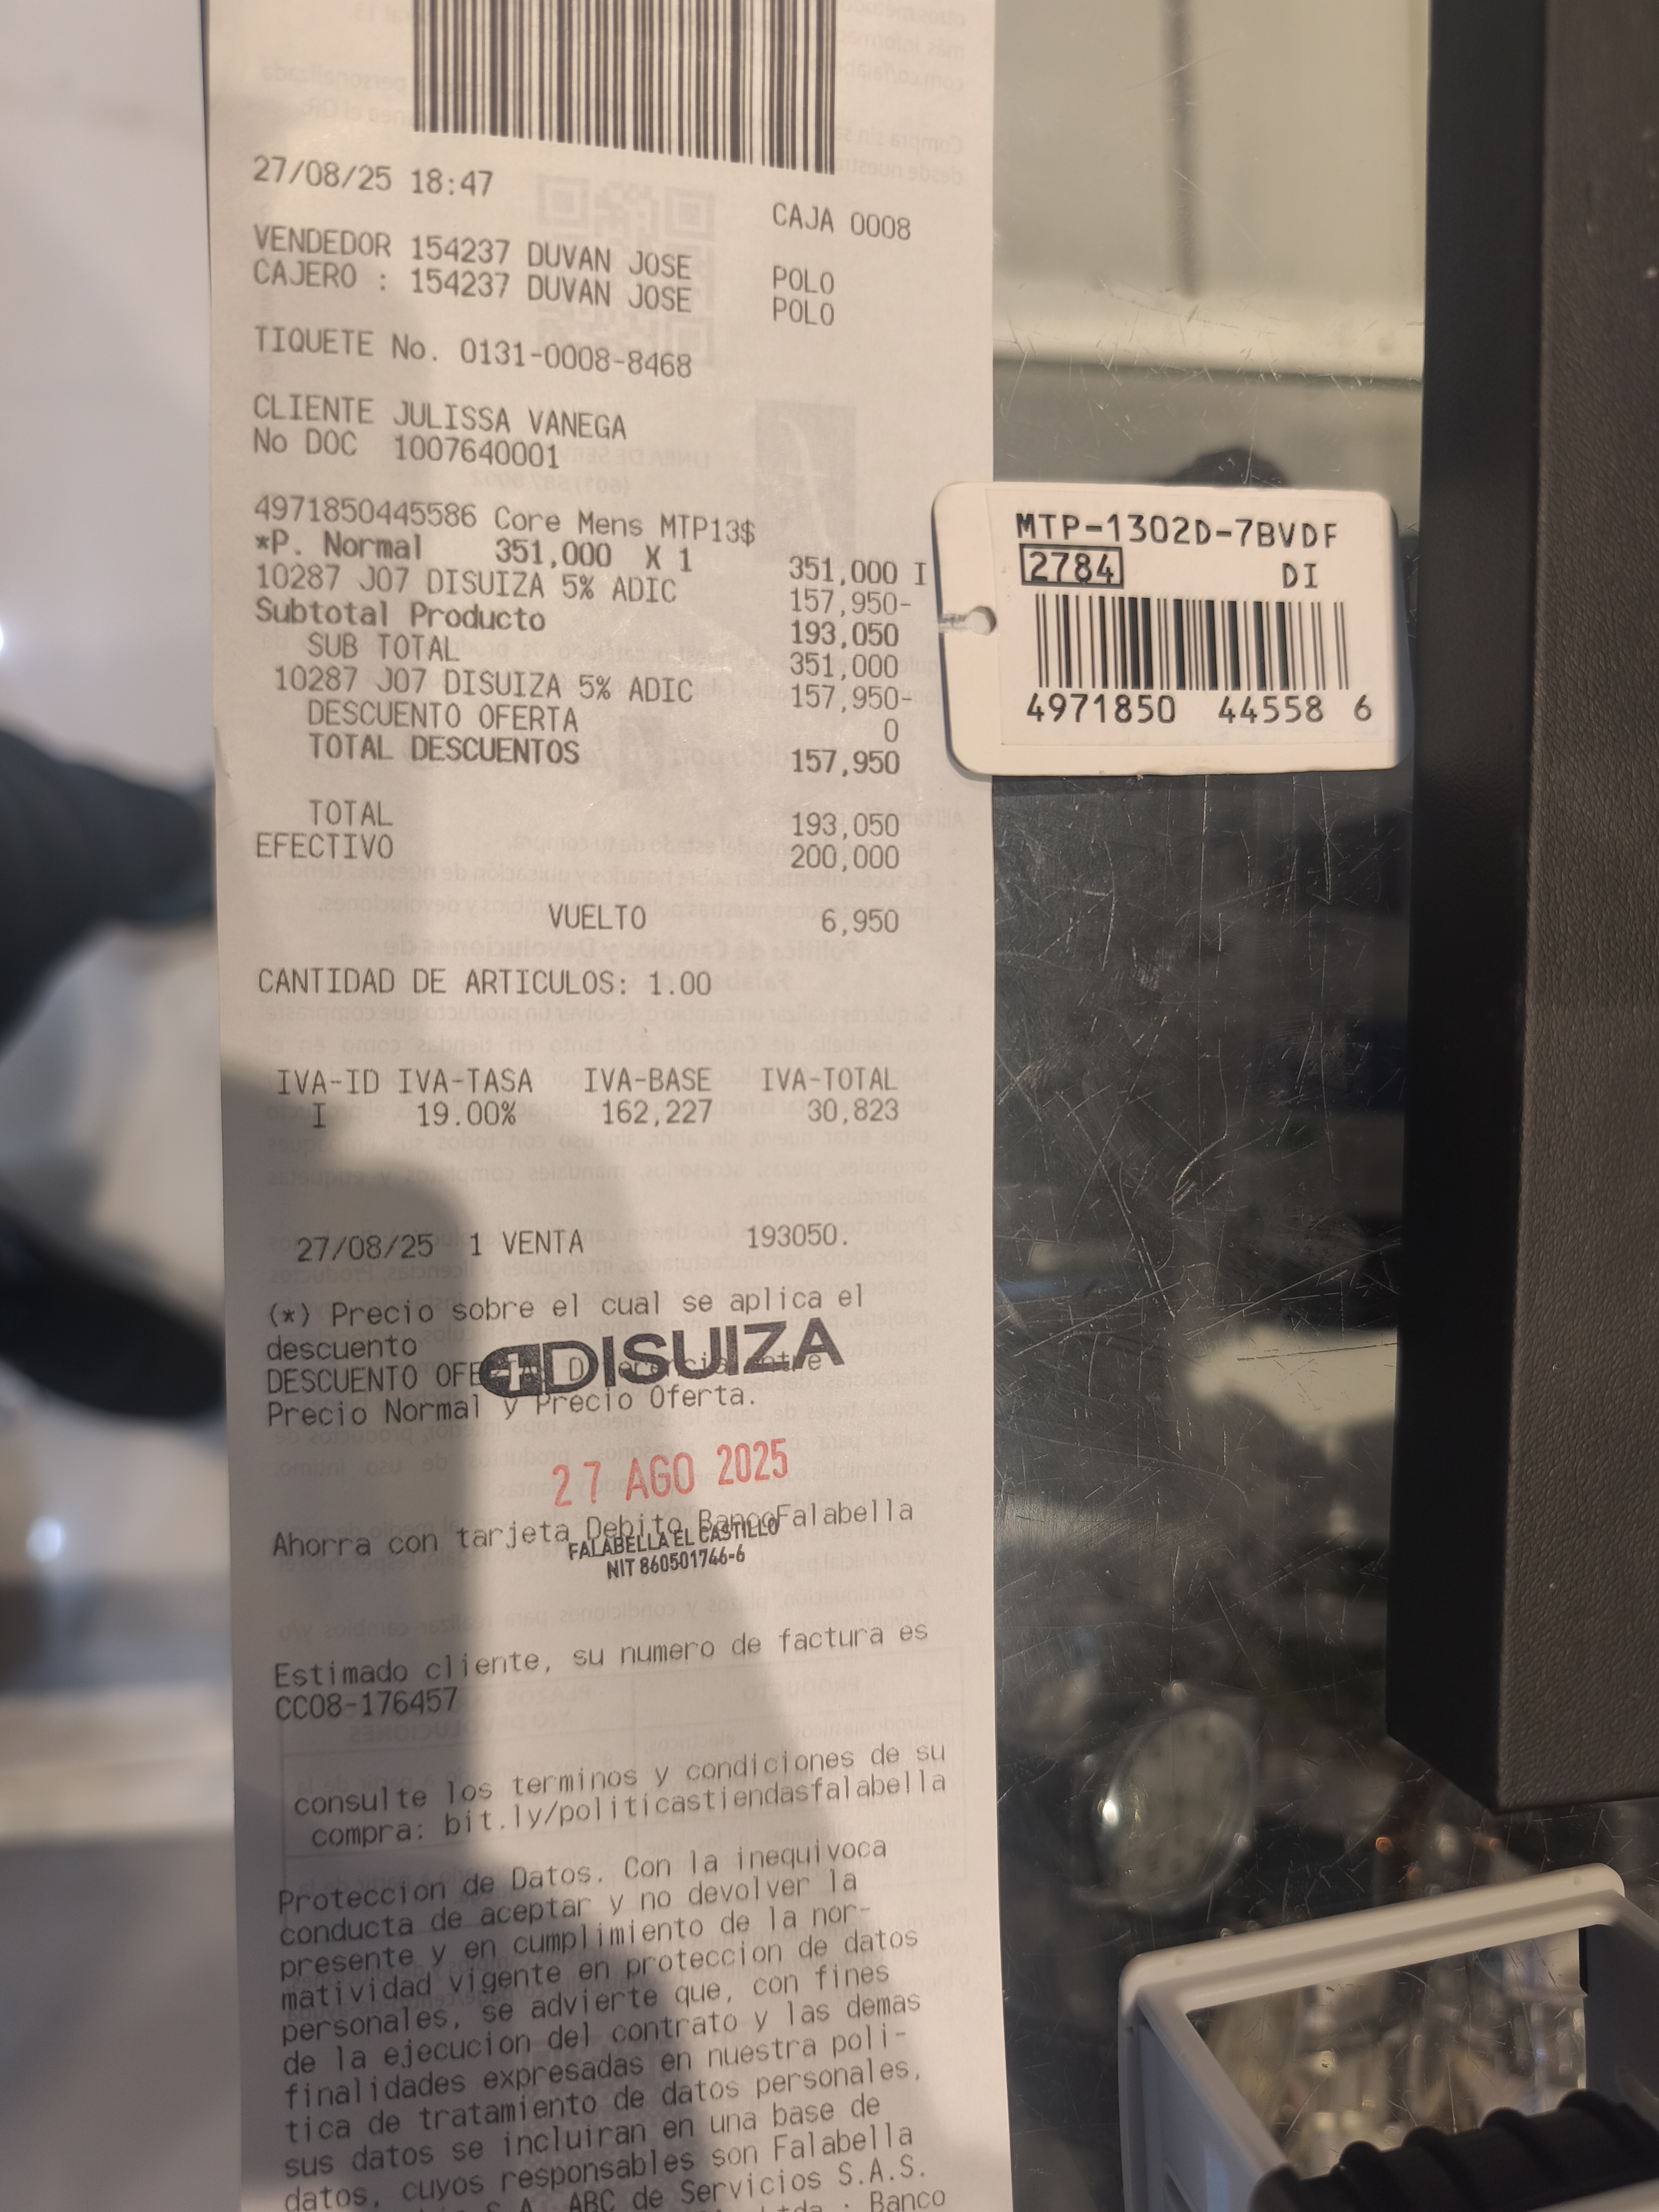 27/08/25 18:47
CAJA 0008
VENDEDOR 154237 DUVAN JOSE POLO
CAJERO : 154237 DUVAN JOSE POLO
TIQUETE No. 0131-0008-8468
CLIENTE JULISSA VANEGA
No DOC 1007640001
4971850445586 Core Mens MTP13$
*P. Normal 351,000 X 1 351,000 I
10287 J07 DISUIZA 5% ADIC 157,950-
Subtotal Producto 193,050
SUB TOTAL 351,000
10287 J07 DISUIZA 5% ADIC 157,950-
DESCUENTO OFERTA 0
TOTAL DESCUENTOS 157,950
TOTAL 193,050
EFECTIVO 200,000
VUELTO 6,950
CANTIDAD DE ARTICULOS: 1.00
IVA-ID IVA-TASA IVA-BASE IVA-TOTAL
I 19.00% 162,227 30,823
27/08/25 1 VENTA 193050.
(*) Precio sobre el cual se aplica el
descuento
DISUIZA
DESCUENTO
Precio Normal y Precio Oferta.
27 AGO 2025
Ahorra con tarjeta Debito BancoFalabella
FALABELLA EL CASTILLO
NIT 860501746-6
Estimado cliente, su numero de factura es
CC08-176457
consulte los terminos y condiciones de su
compra: bit.ly/politicastiendasfalabella
Proteccion de Datos. Con la inequivoca
conducta de aceptar y no devolver la
presente y en cumplimiento de la nor-
matividad vigente en proteccion de datos
personales, se advierte que, con fines
de la ejecucion del contrato y las demas
finalidades expresadas en nuestra poli-
tica de tratamiento de datos personales,
sus datos se incluiran en una base de
datos, cuyos responsables son Falabella
S.A. ABC de Servicios S.A.S.
Banco
MTP-1302D-7BVDF
2784 DI
4971850 44558 6